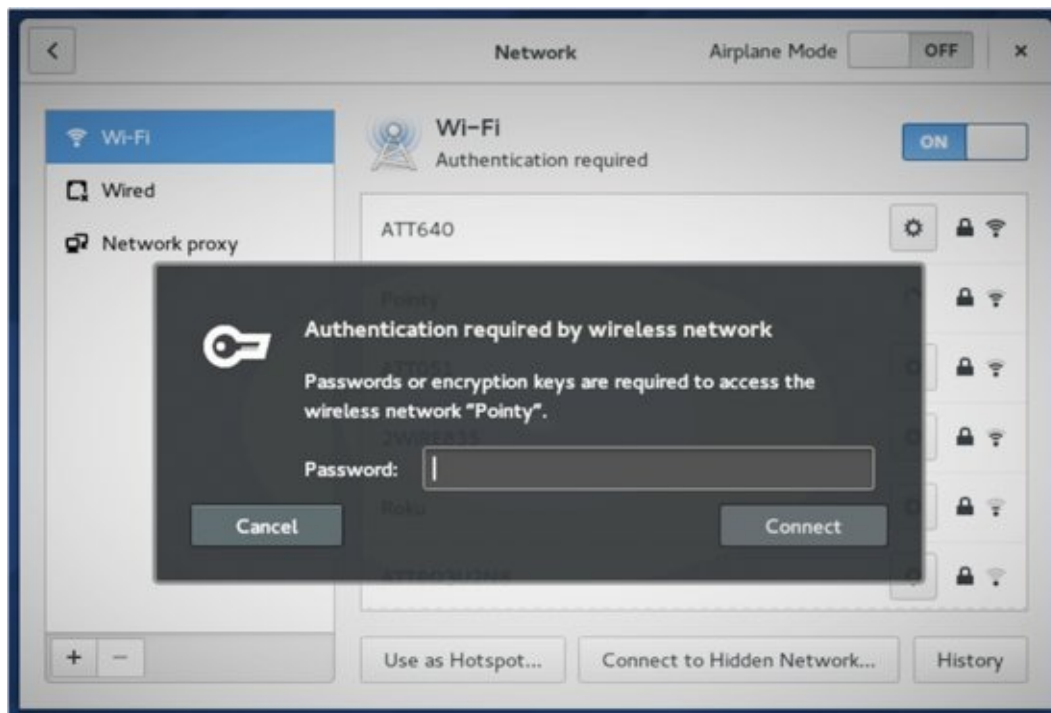 Network
Airplane Mode
OFF
Wi-Fi
Wired
Network proxy
Wi-Fi
Authentication required
ON
ATT640
Pointy
Authentication required by wireless network
Passwords or encryption keys are required to access the
wireless network "Pointy".
Password:
Cancel
Roku
Connect
+ −
Use as Hotspot...
Connect to Hidden Network...
History